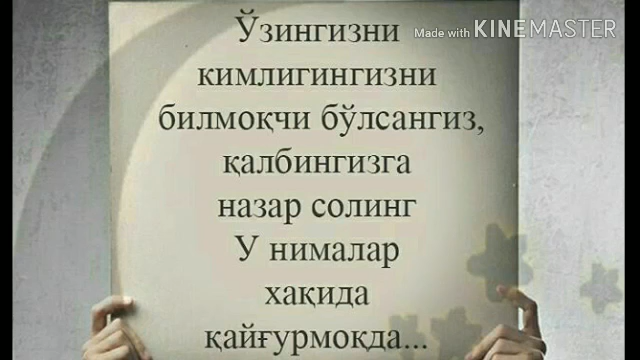 Ўзингизни
Made with KINEMASTER
кимлигингизни
билмоқчи бўлсангиз,
қалбингизга
назар солинг
У нималар
хақида
қайғурмоқда...